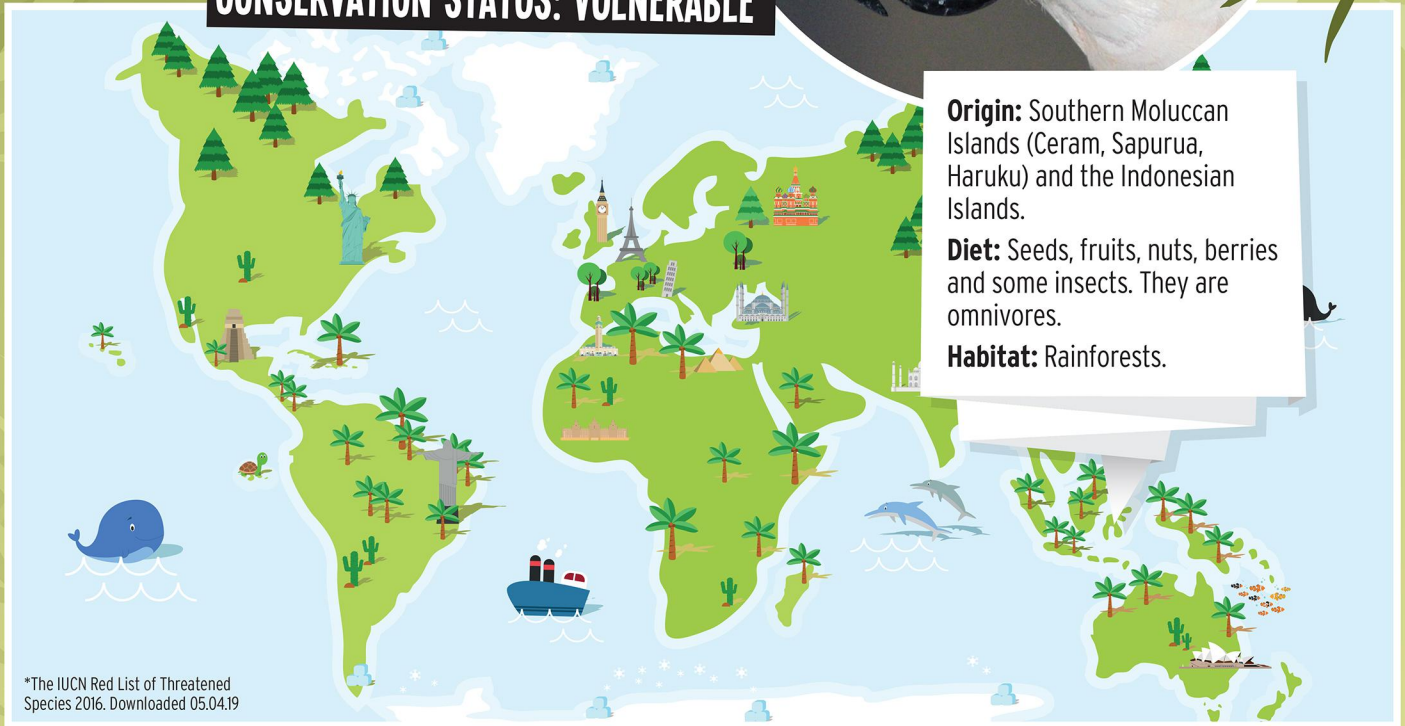 CONSERVATION STATUS: VULNERABLE
Origin: Southern Moluccan
Islands (Ceram, Sapurua,
Haruku) and the Indonesian
Islands.
Diet: Seeds, fruits, nuts, berries
and some insects. They are
omnivores.
Habitat: Rainforests.
*The IUCN Red List of Threatened
Species 2016. Downloaded 05.04.19